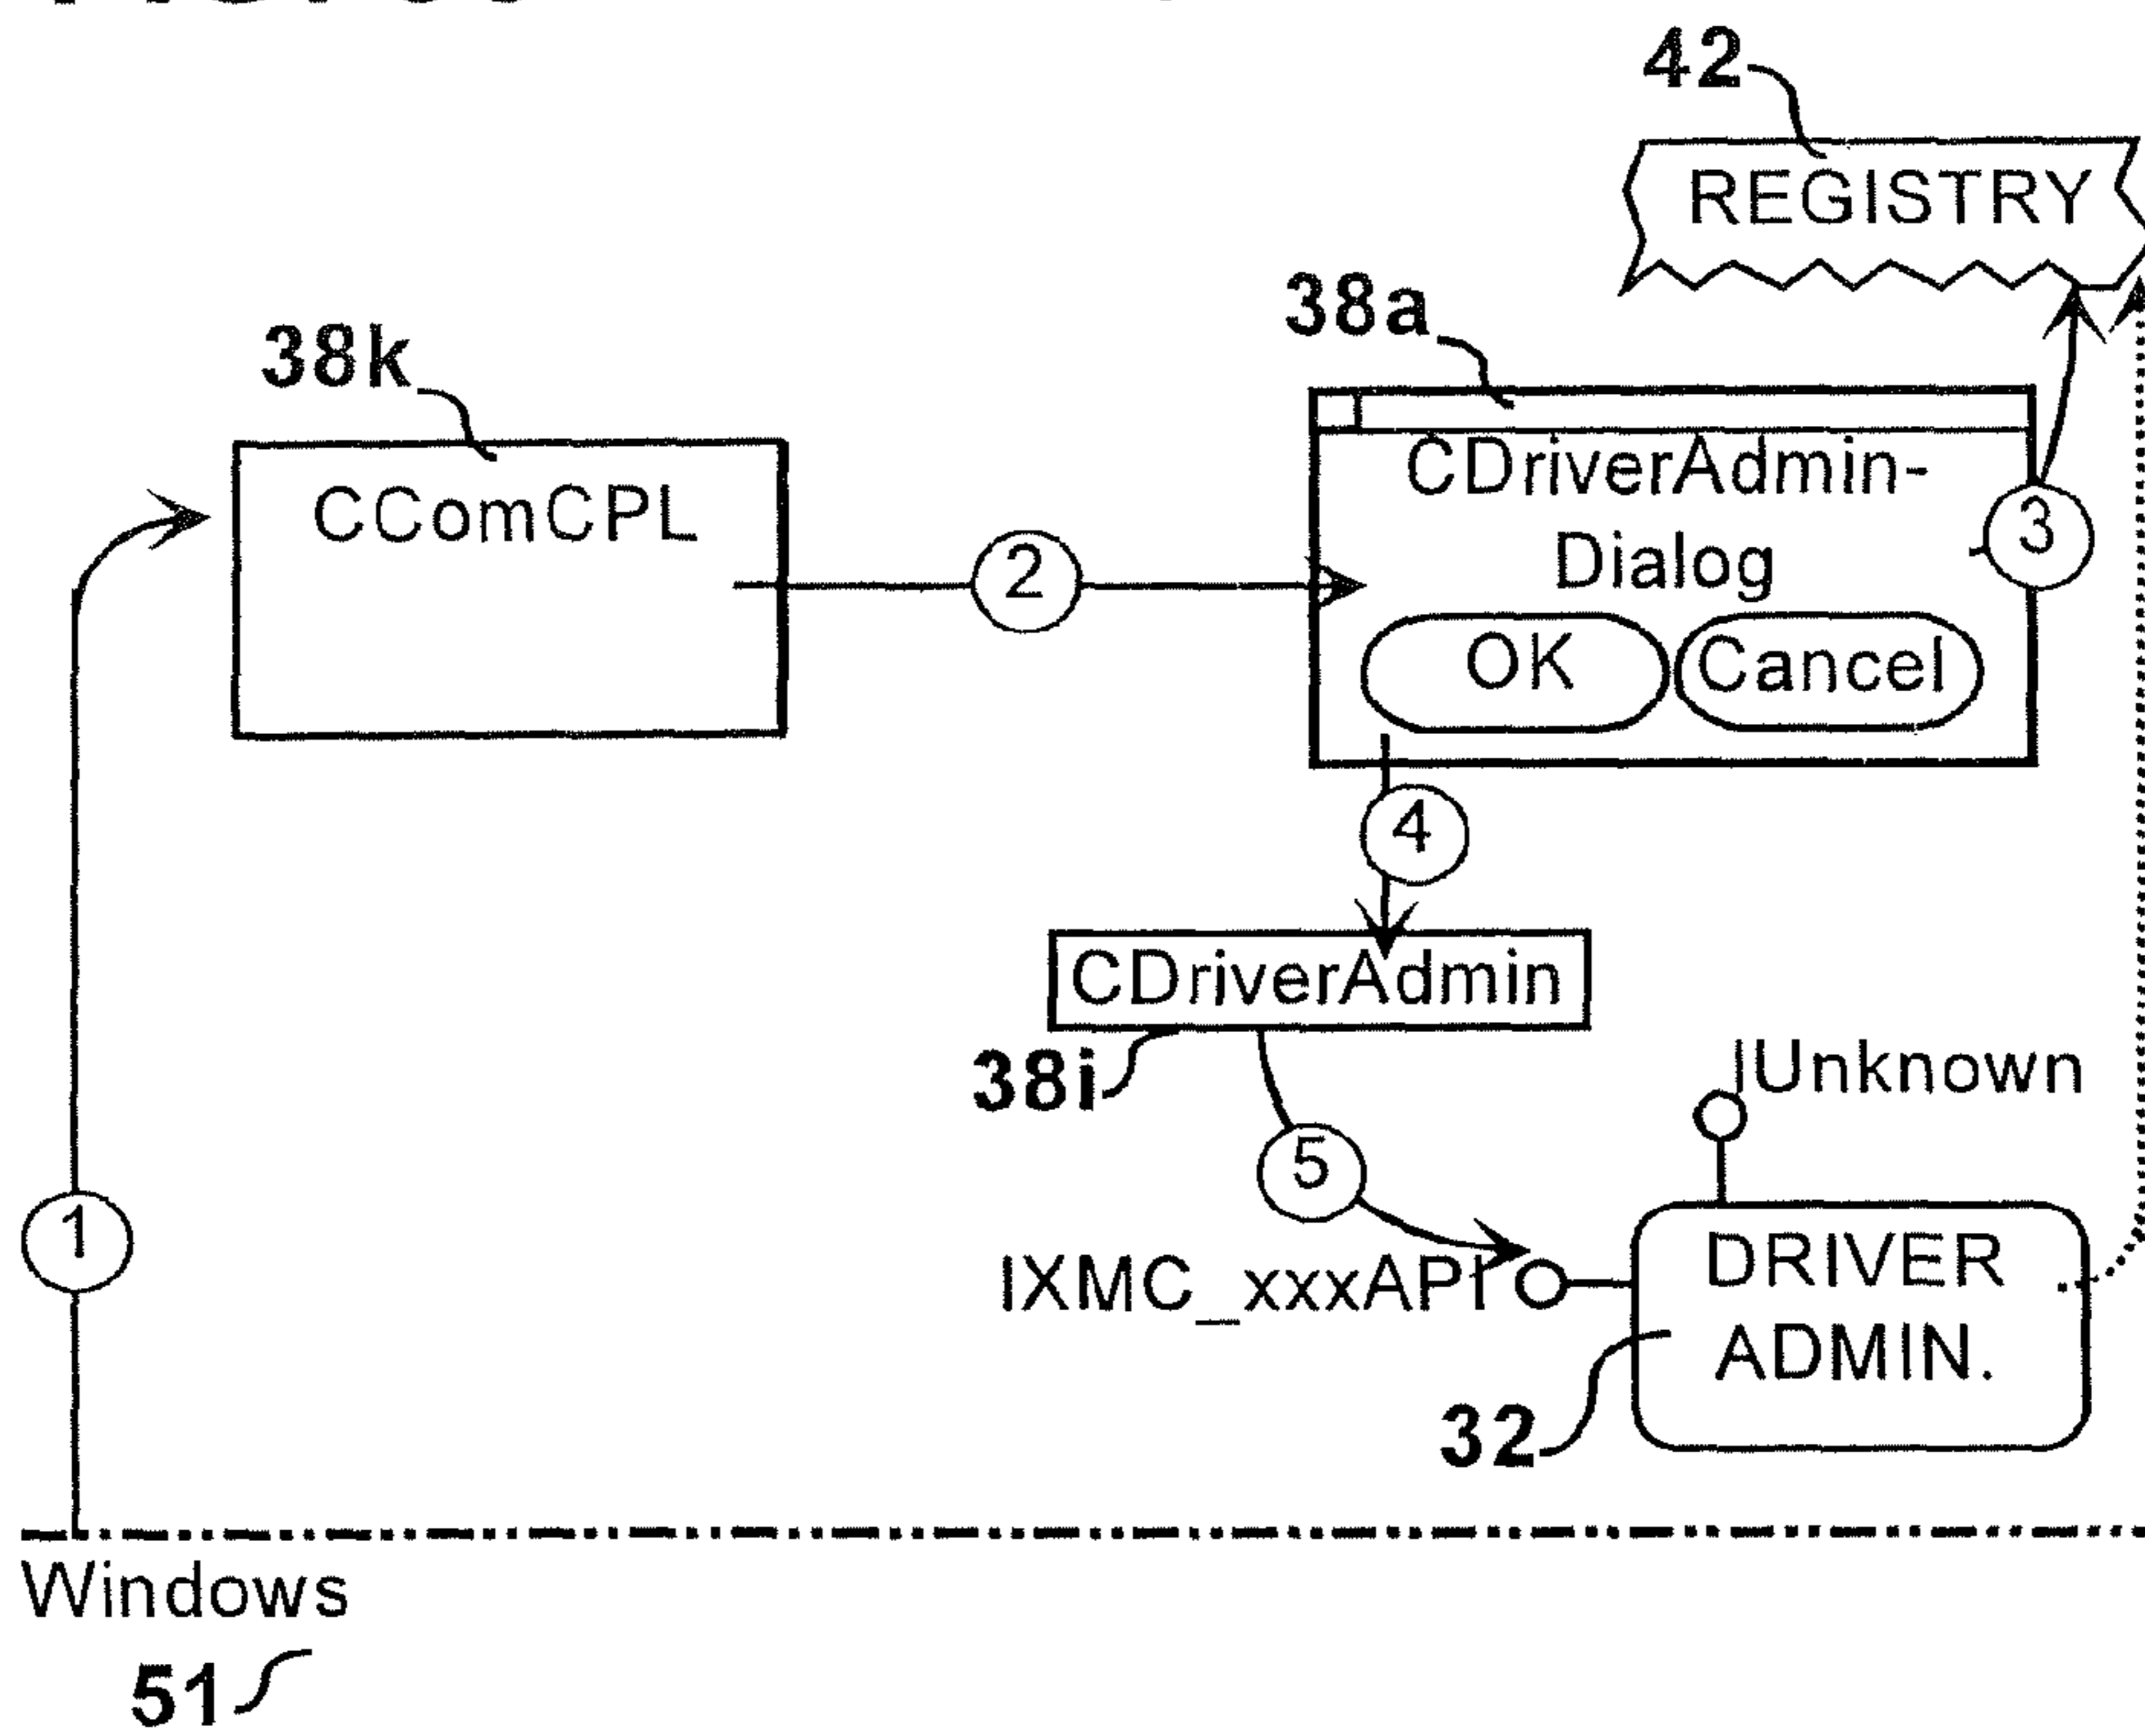 42
REGISTRY
38a
38k
CComCPL
CDriverAdmin-
Dialog
OK
Cancel
2
3
4
CDriverAdmin
38i
IUnknown
5
1
IXMC_xxxAPI
DRIVER
ADMIN.
32
Windows
51